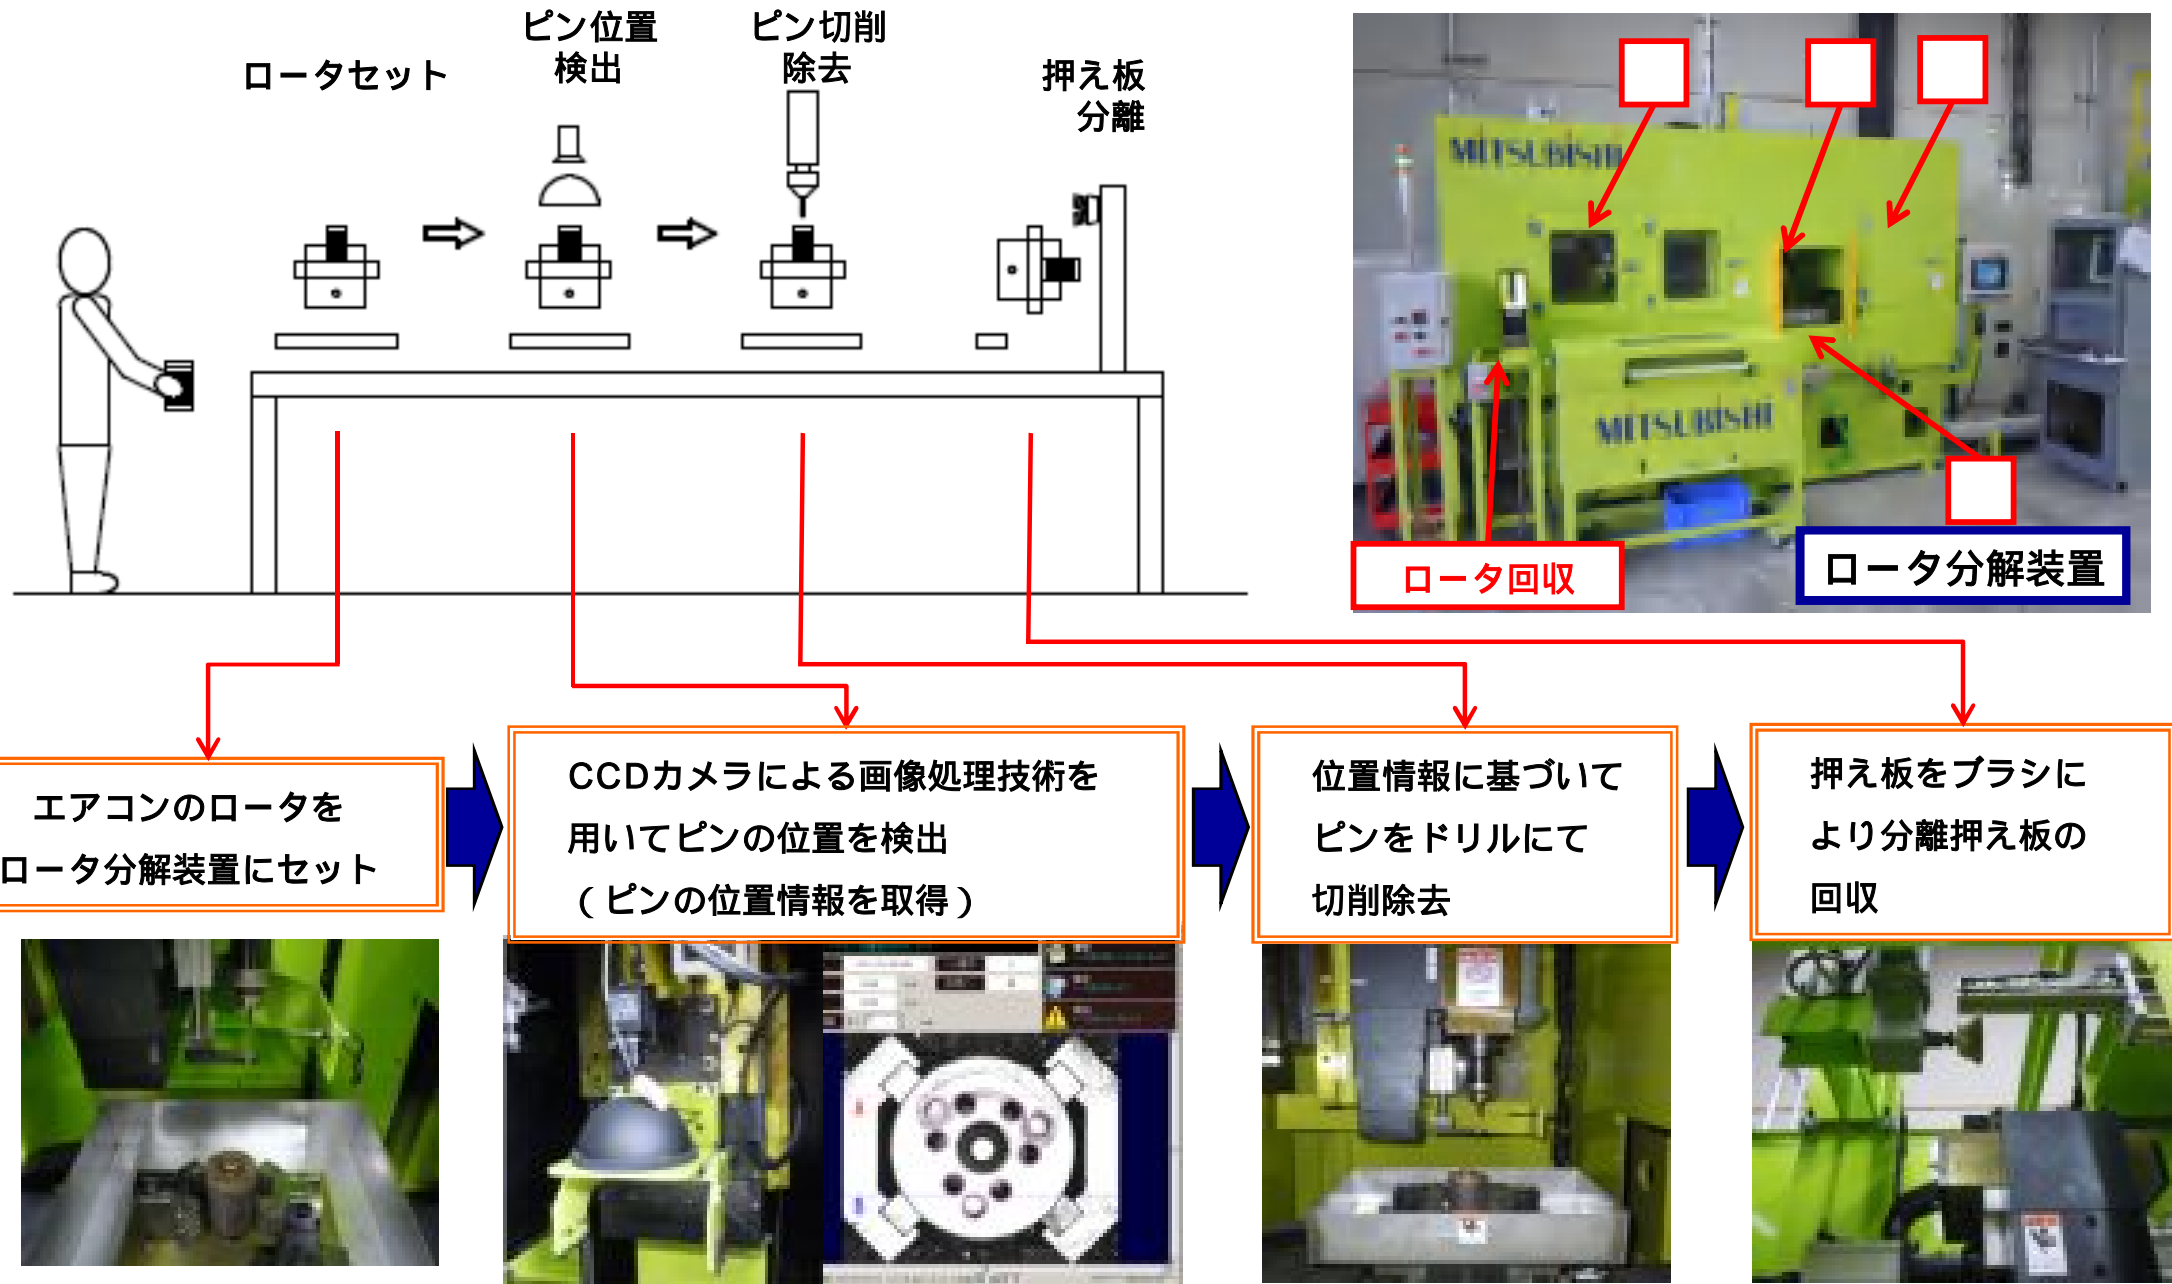 ロータセット
ピン位置
検出
ピン切削
除去
押え板
分離
MITSUBISHI
MITSUBISHI
ロータ回収
ロータ分解装置
エアコンのロータを
ロータ分解装置にセット
CCDカメラによる画像処理技術を
用いてピンの位置を検出
（ピンの位置情報を取得）
位置情報に基づいて
ピンをドリルにて
切削除去
押え板をブラシに
より分離押え板の
回収